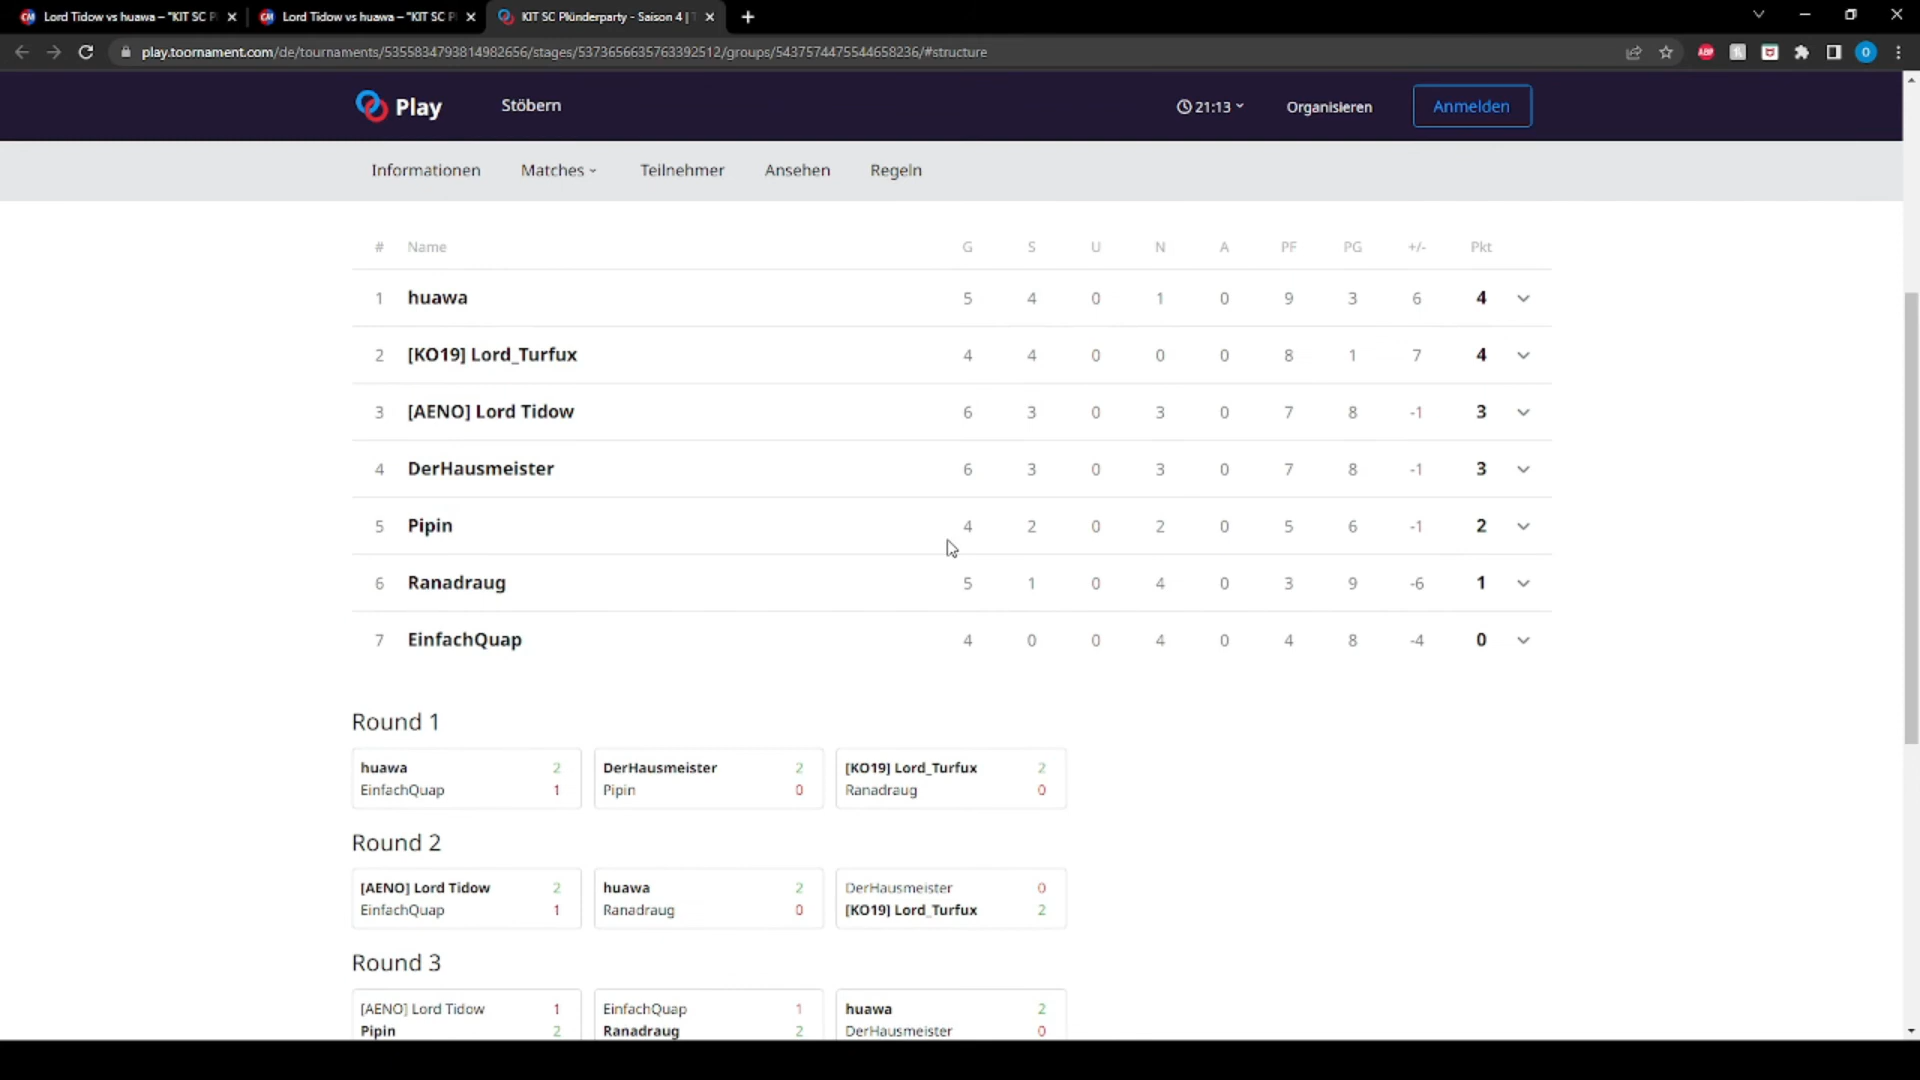 Lord Tidow vs huawa – "KIT SC P
Lord Tidow vs huawa – "KIT SC P
KIT SC Plünderparty - Saison 4 | T
play.toornament.com/de/tournaments/5355834793814982656/stages/5373656635763392512/groups/5437574475544658236/#structure
ABP
O
Play
Stöbern
21:13
Organisieren
Anmelden
Informationen
Matches
Teilnehmer
Ansehen
Regeln
# Name G S U N A PF PG +/- Pkt
1 huawa 5 4 0 1 0 9 3 6 4
2 [KO19] Lord_Turfux 4 4 0 0 0 8 1 7 4
3 [AENO] Lord Tidow 6 3 0 3 0 7 8 -1 3
4 DerHausmeister 6 3 0 3 0 7 8 -1 3
5 Pipin 4 2 0 2 0 5 6 -1 2
6 Ranadraug 5 1 0 4 0 3 9 -6 1
7 EinfachQuap 4 0 0 4 0 4 8 -4 0
Round 1
huawa 2
EinfachQuap 1
DerHausmeister 2
Pipin 0
[KO19] Lord_Turfux 2
Ranadraug 0
Round 2
[AENO] Lord Tidow 2
EinfachQuap 1
huawa 2
Ranadraug 0
DerHausmeister 0
[KO19] Lord_Turfux 2
Round 3
[AENO] Lord Tidow 1
Pipin 2
EinfachQuap 1
Ranadraug 2
huawa 2
DerHausmeister 0